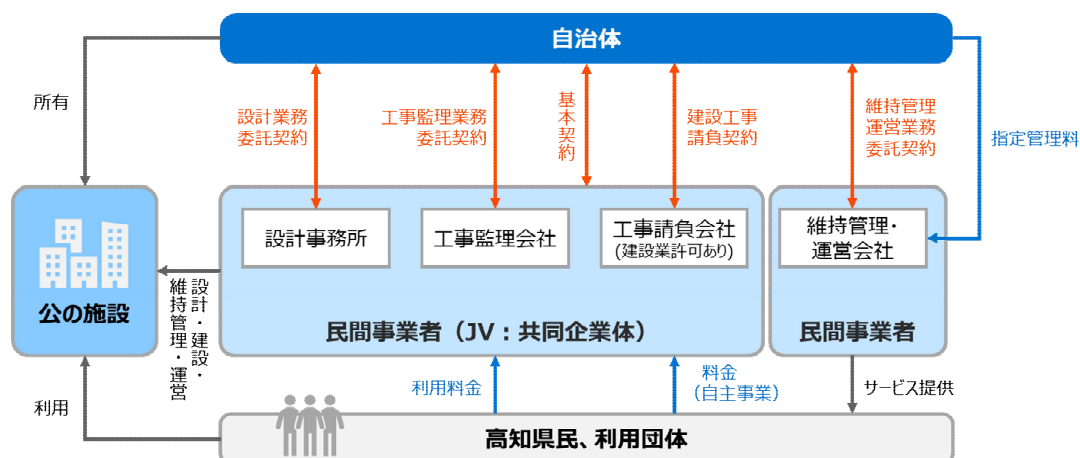 自治体
所有
設計業務
委託契約
工事監理業務
委託契約
基本契約
建設工事
請負契約
維持管理
運営業務
委託契約
指定管理料
設計事務所
工事監理会社
工事請負会社
(建設業許可あり)
維持管理・
運営会社
公の施設
設計・建設・
維持管理・運営
民間事業者（JV：共同企業体）
民間事業者
利用
利用料金
料金
（自主事業）
サービス提供
高知県民、利用団体